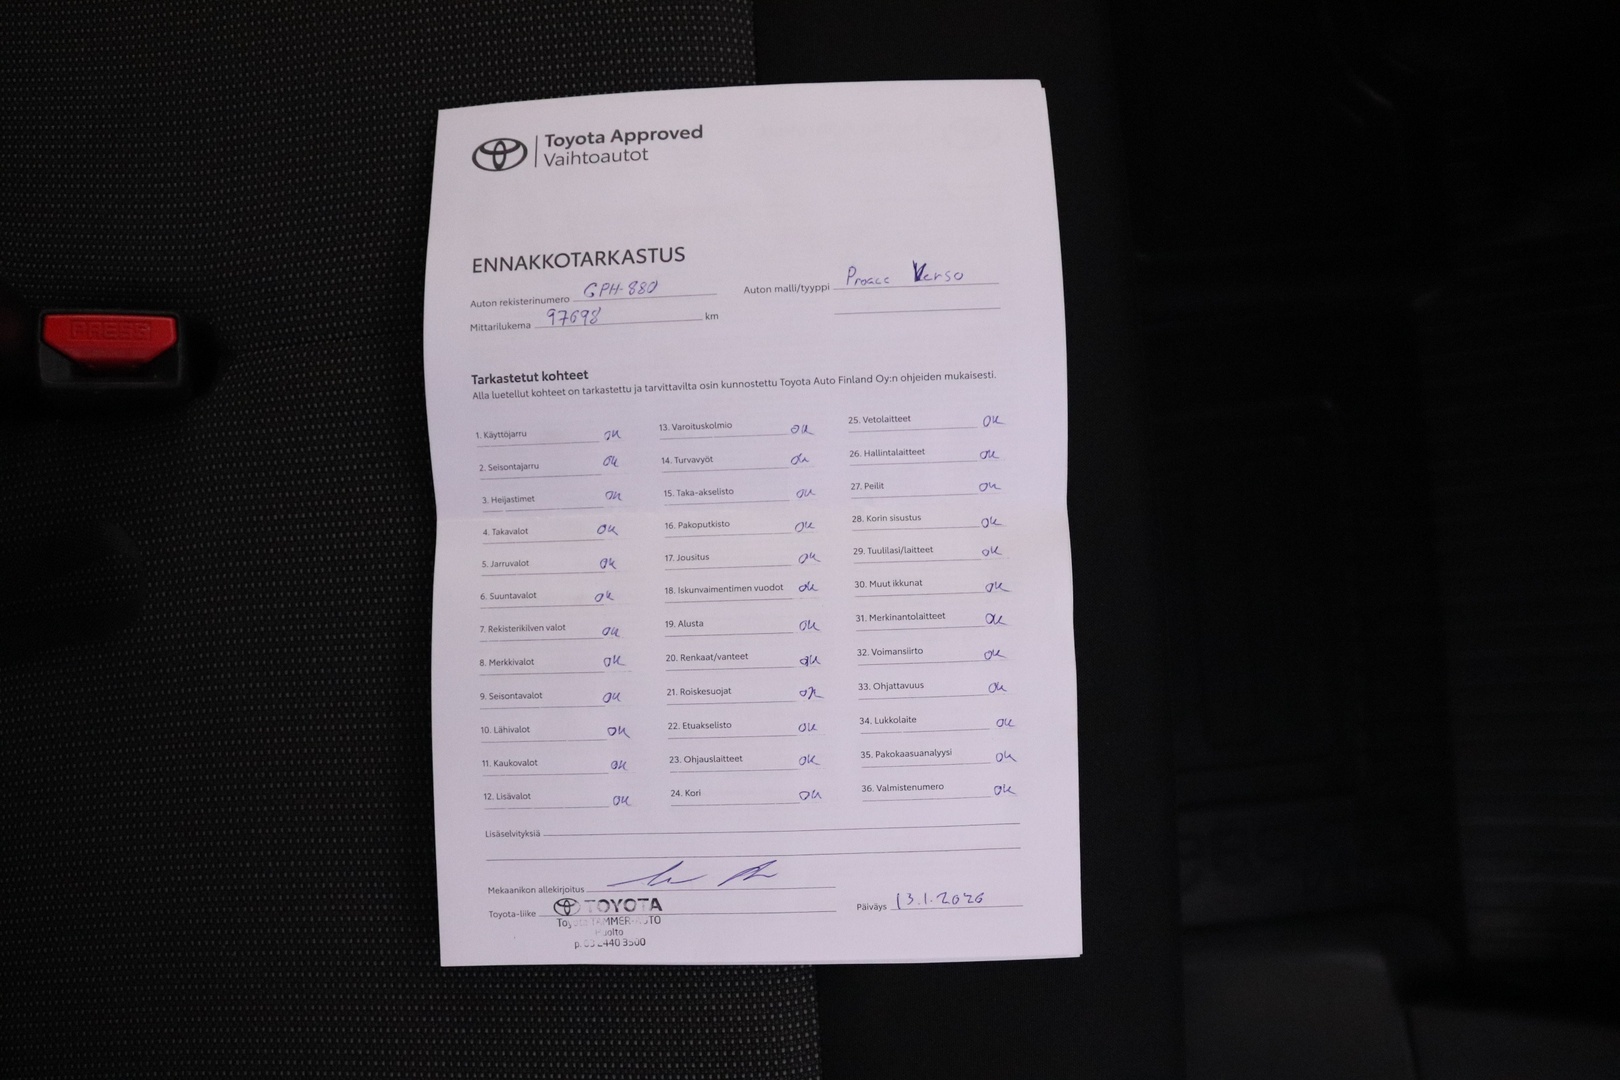 Toyota Approved
Vaihtoautot
ENNAKKOTARKASTUS
Auton rekisterinumero GPH-880
Auton malli/tyyppi Proace Verso
Mittarilukema 97698 km
Tarkastetut kohteet
Alla luetellut kohteet on tarkastettu ja tarvittavilta osin kunnostettu Toyota Auto Finland Oy:n ohjeiden mukaisesti.
1. Käyttöjarru ok
2. Seisontajarru ok
3. Heijastimet ok
4. Takavalot ok
5. Jarruvalot ok
6. Suuntavalot ok
7. Rekisterikilven valot ok
8. Merkkivalot ok
9. Seisontavalot ok
10. Lähivalot ok
11. Kaukovalot ok
12. Lisävalot ok
13. Varoituskolmio ok
14. Turvavyöt ok
15. Taka-akselisto ok
16. Pakoputkisto ok
17. Jousitus ok
18. Iskunvaimentimen vuodot ok
19. Alusta ok
20. Renkaat/vanteet ok
21. Roiskesuojat ok
22. Etuakselisto ok
23. Ohjauslaitteet ok
24. Kori ok
25. Vetolaitteet ok
26. Hallintalaitteet ok
27. Peilit ok
28. Korin sisustus ok
29. Tuulilasi/laitteet ok
30. Muut ikkunat ok
31. Merkinantolaitteet ok
32. Voimansiirto ok
33. Ohjattavuus ok
34. Lukkolaite ok
35. Pakokaasuanalyysi ok
36. Valmistenumero ok
Lisäselvityksiä
Mekaanikon allekirjoitus
Toyota-liike TOYOTA
Päiväys 13.1.2026
PRESS